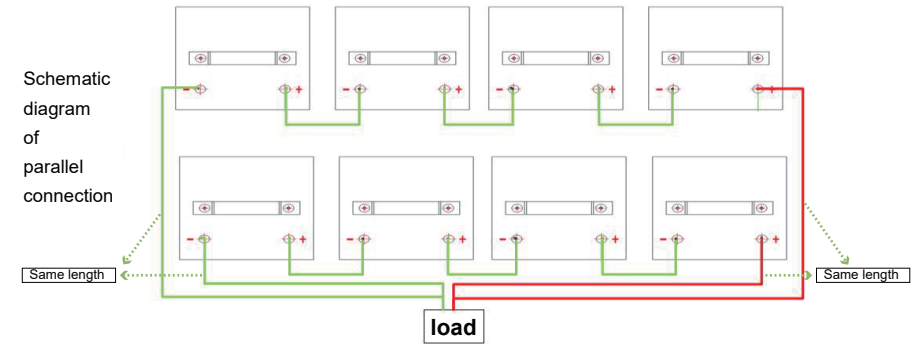 Schematic
diagram
of
parallel
connection
- + - + - + - +
- + - + - + - +
Same length
Same length
load